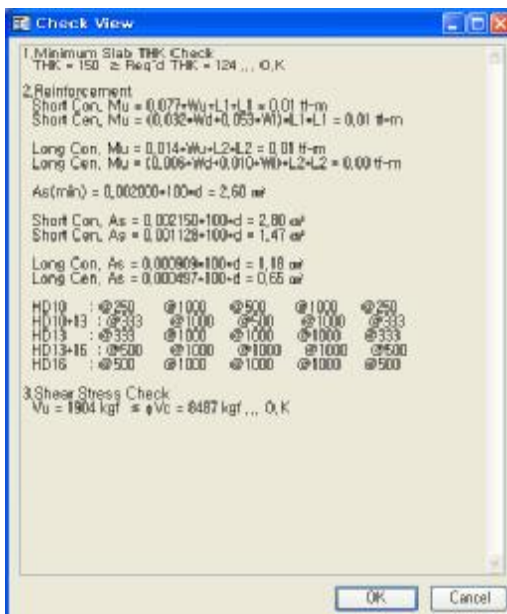 Check View
1.Minimum Slab THK Check
THK = 150 ≥ Req'd THK = 124 ,,, O.K
2.Reinforcement
Short Con. Mu = 0.077*Wu*L1*L1 = 0.01 tf-m
Short Cen. Mu = (0.032*Wd+0.053*Wl)*L1*L1 = 0.01 tf-m
Long Con. Mu = 0.014*Wu*L2*L2 = 0.01 tf-m
Long Cen. Mu = (0.006*Wd+0.010*Wl)*L2*L2 = 0.00 tf-m
As(min) = 0.002000*100*d = 2.60 ㎠
Short Con. As = 0.002150*100*d = 2.80 ㎠
Short Cen. As = 0.001128*100*d = 1.47 ㎠
Long Con. As = 0.000909*100*d = 1.18 ㎠
Long Cen. As = 0.000497*100*d = 0.65 ㎠
HD10 : @250 @1000 @500 @1000 @250
HD10+13 : @333 @1000 @500 @1000 @333
HD13 : @333 @1000 @1000 @1000 @333
HD13+16 : @500 @1000 @1000 @1000 @500
HD16 : @500 @1000 @1000 @1000 @500
3.Shear Stress Check
Vu = 1904 kgf ≤ φVc = 8487 kgf ,,, O.K
OK
Cancel